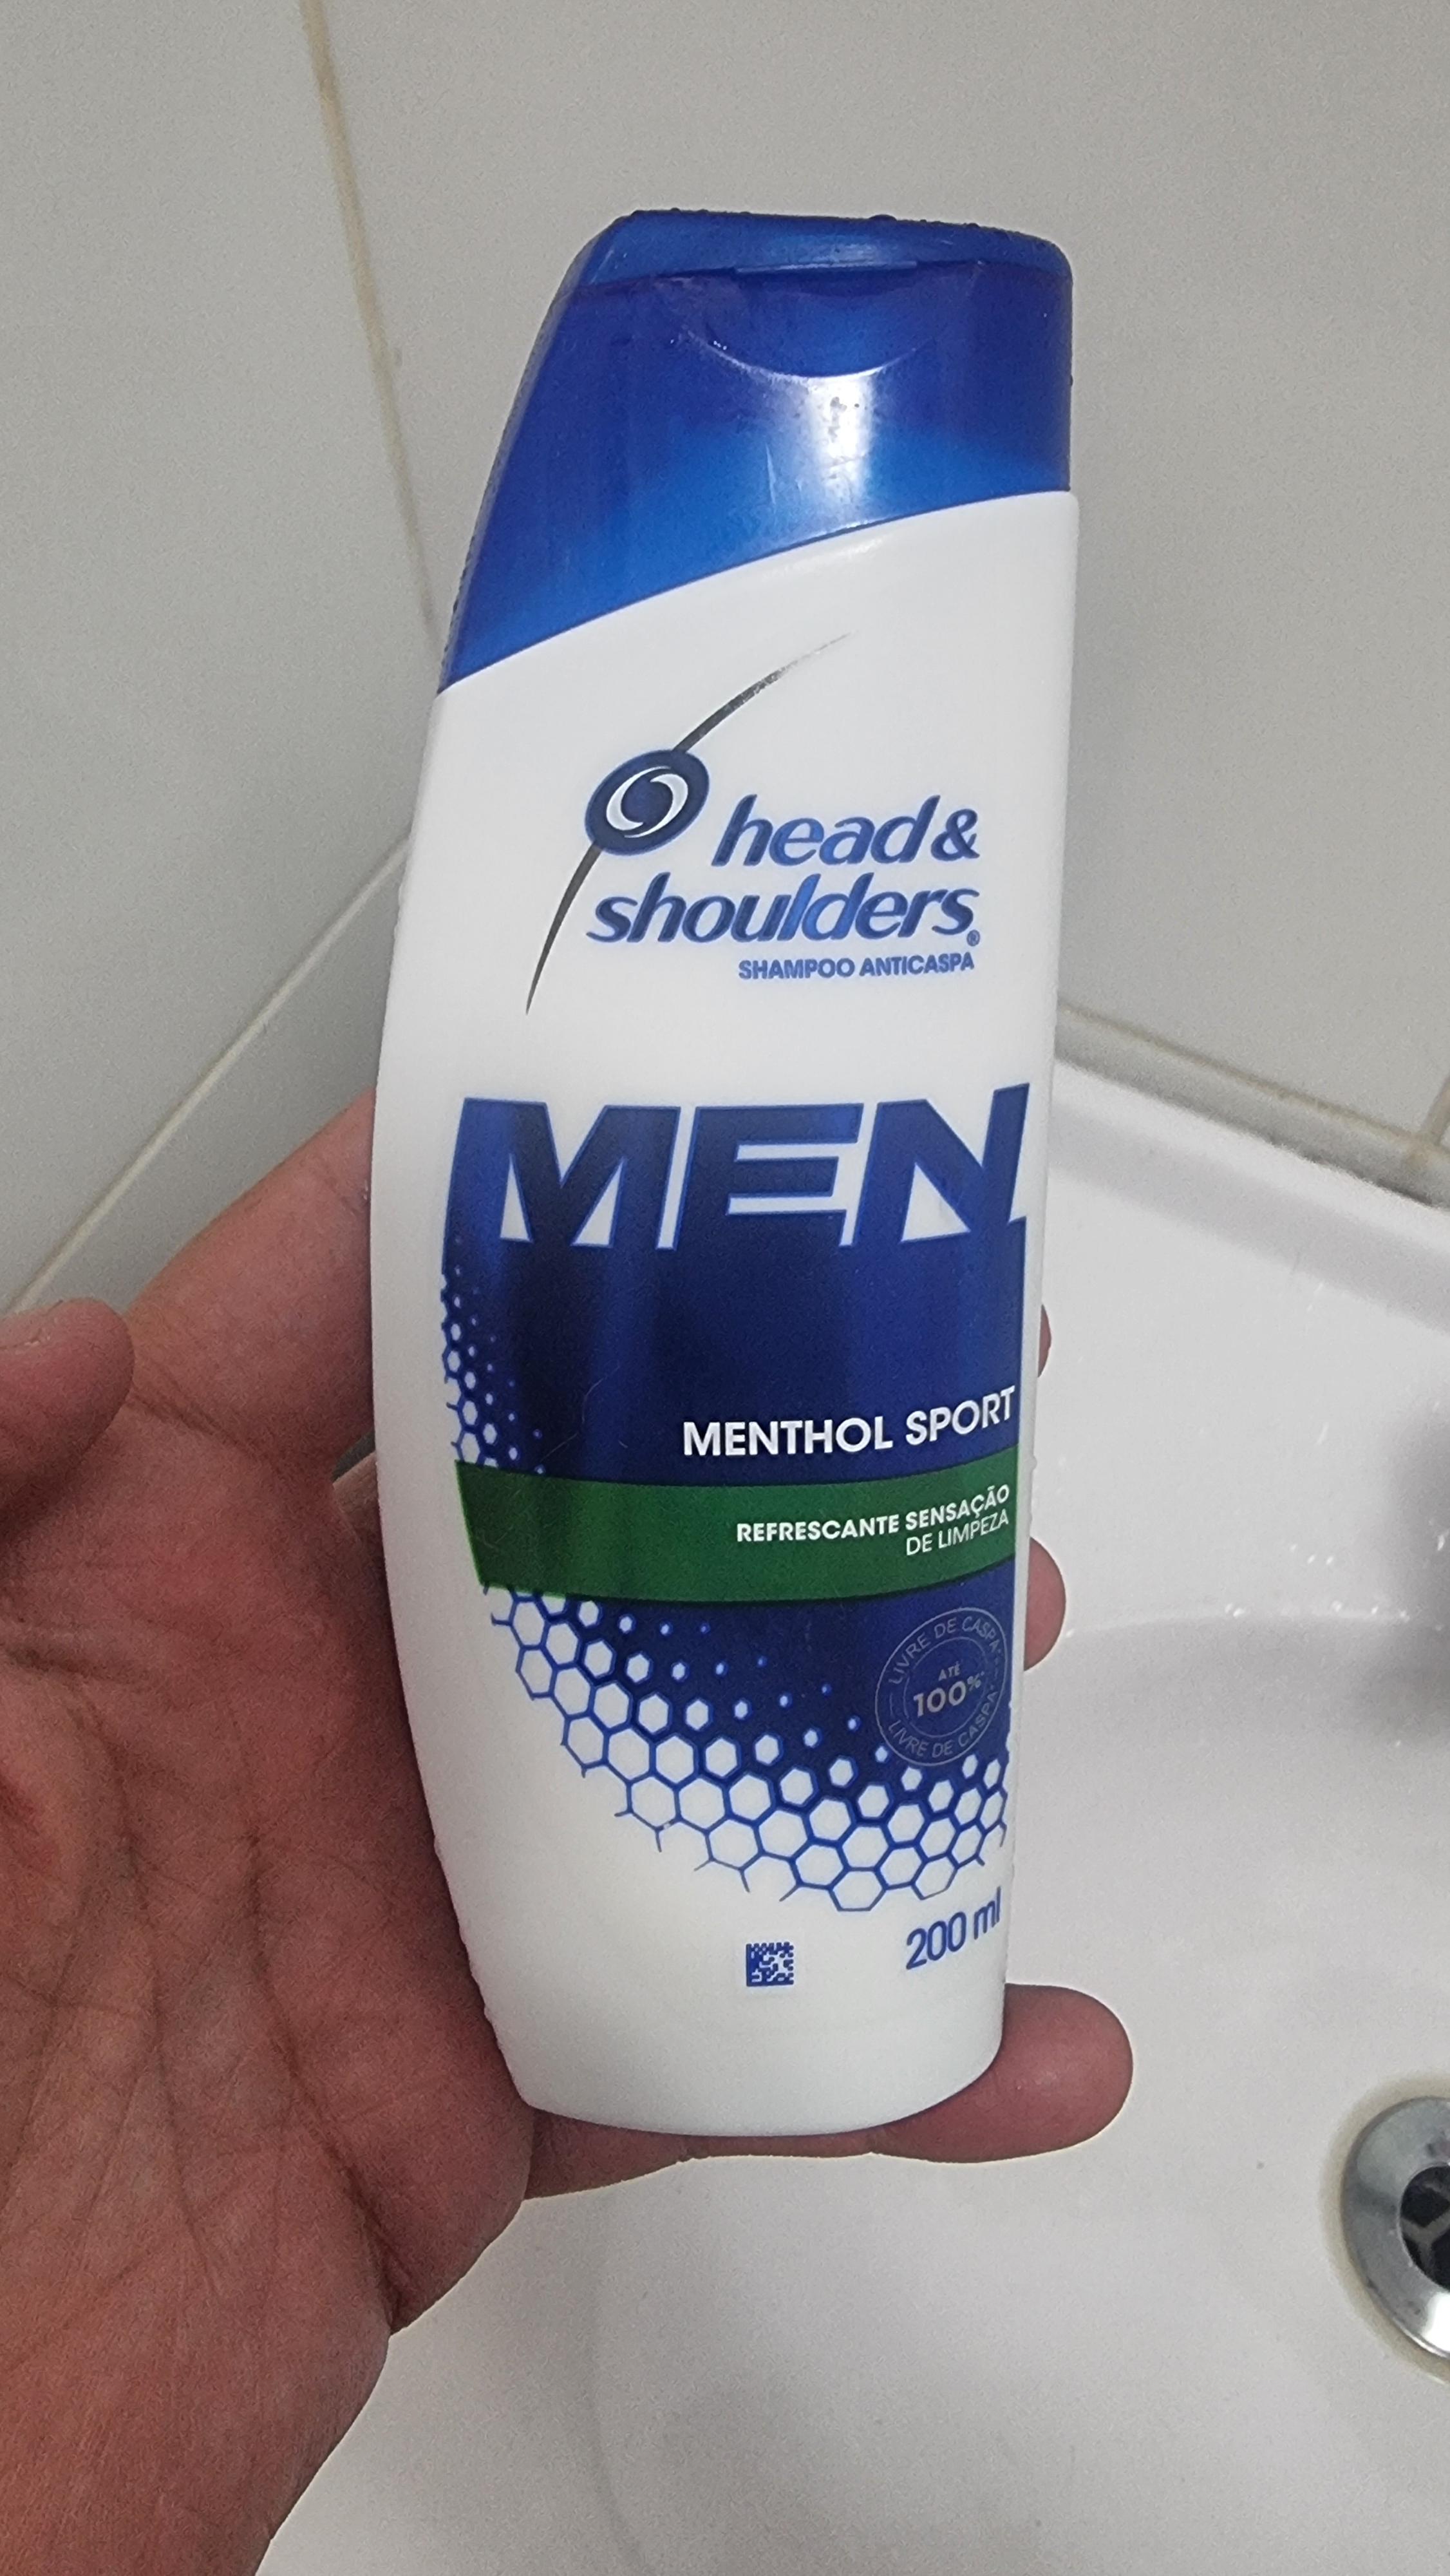 head &
shoulders®
SHAMPOO ANTICASPA
MEN
MENTHOL SPORT
REFRESCANTE SENSAÇÃO
DE LIMPEZA
LIVRE DE CASPA
ATÉ
100%*
LIVRE DE CASPA
200 ml